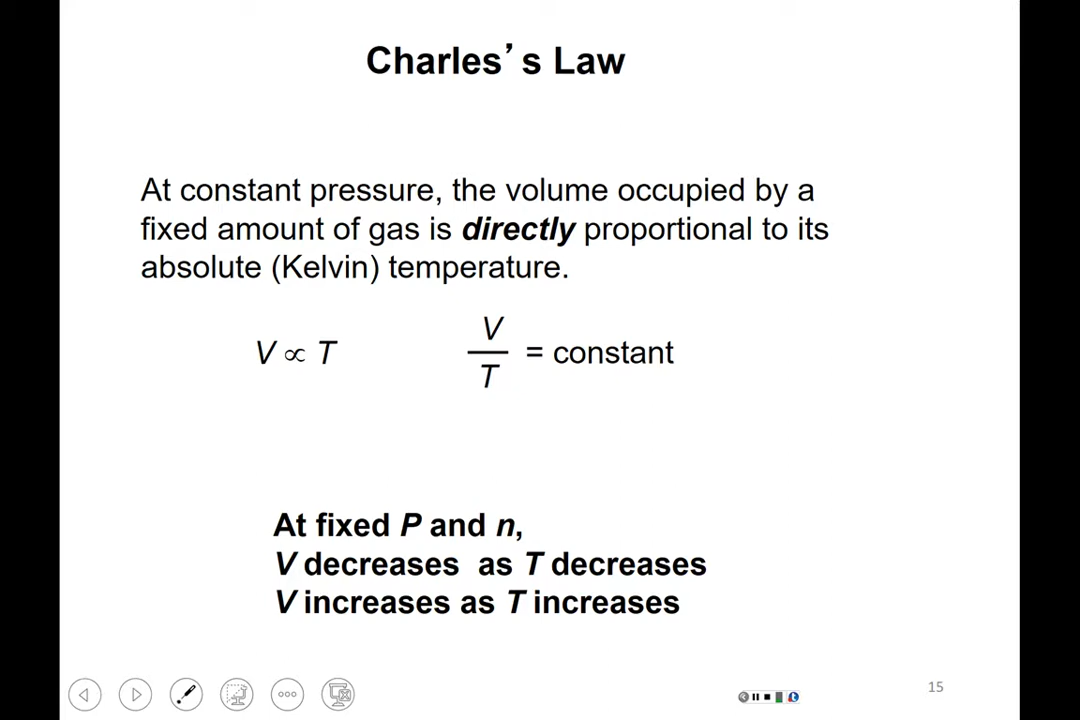 Charles’s Law
At constant pressure, the volume occupied by a
fixed amount of gas is directly proportional to its
absolute (Kelvin) temperature.
V ∝ T
V
T
= constant
At fixed P and n,
V decreases as T decreases
V increases as T increases
15